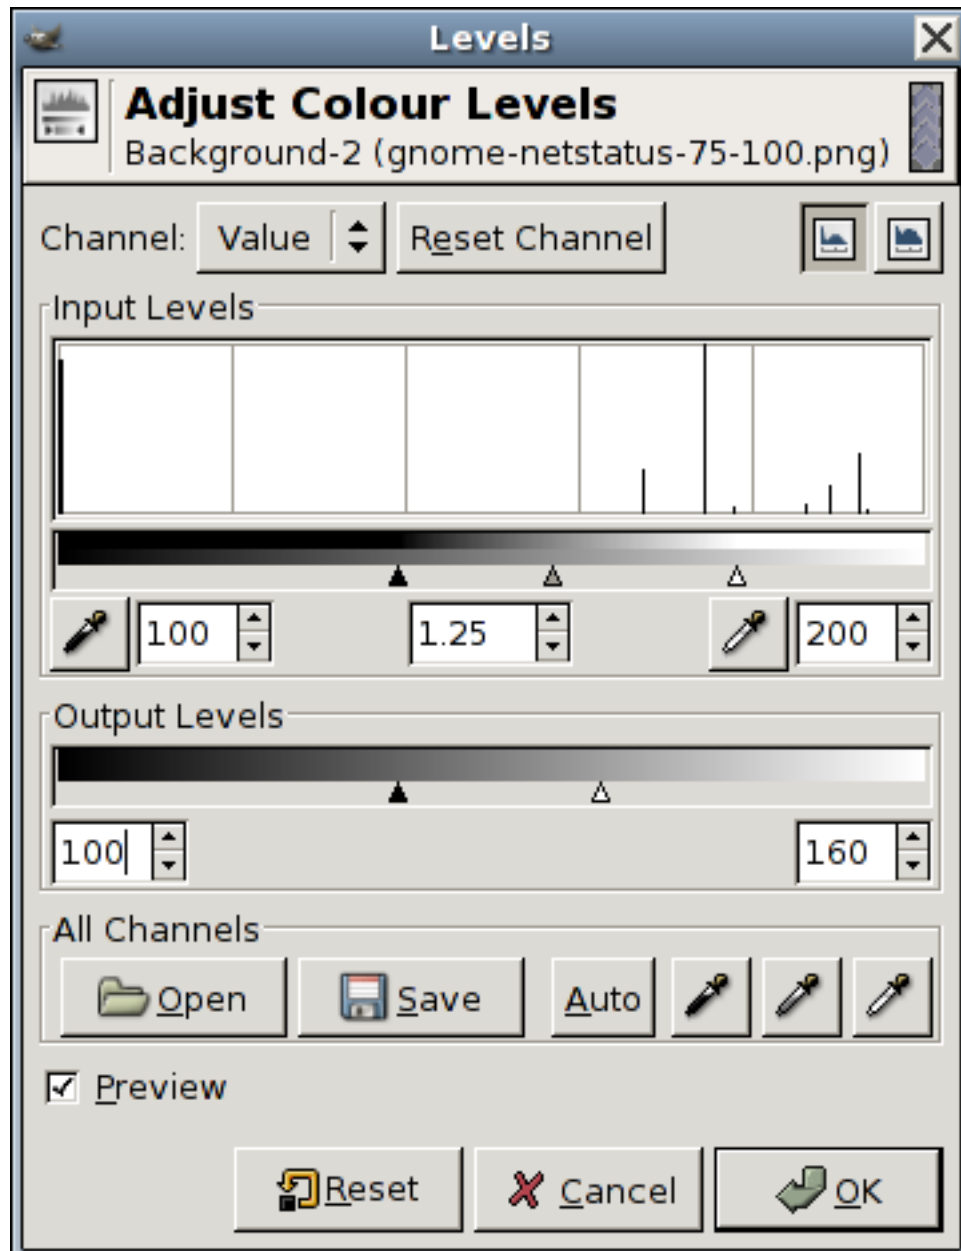 Levels
Adjust Colour Levels
Background-2 (gnome-netstatus-75-100.png)
Channel: Value Reset Channel
Input Levels
100 1.25 200
Output Levels
100 160
All Channels
Open Save Auto
Preview
Reset Cancel OK